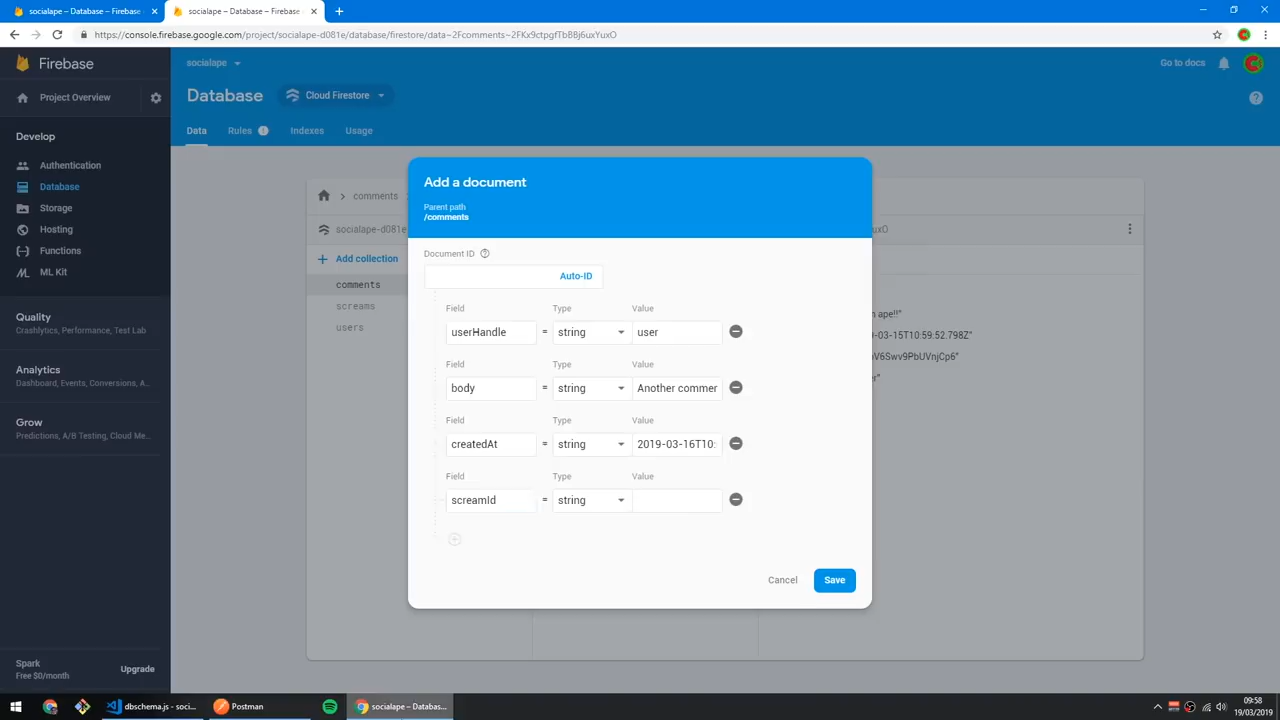 socialape – Database – Firebase
socialape – Database – Firebase
https://console.firebase.google.com/project/socialape-d081e/database/firestore/data~2Fcomments~2FKx9ctpgfTbB8j6uxYuxO
Firebase
socialape
Go to docs
Project Overview
Database
Cloud Firestore
Data
Rules
Indexes
Usage
Develop
Authentication
Database
Storage
Hosting
Functions
ML Kit
Quality
Crashlytics, Performance, Test Lab
Analytics
Dashboard, Events, Conversions, A...
Grow
Predictions, A/B Testing, Cloud Me...
Spark
Free $0/month
Upgrade
comments
socialape-d081e
uxO
Add collection
comments
screams
users
ape!!"
-03-15T10:59:52.798Z"
V6Swv9PbUVnjCp6"
Add a document
Parent path
/comments
Document ID
Auto-ID
Field Type Value
userHandle = string user
Field Type Value
body = string Another commer
Field Type Value
createdAt = string 2019-03-16T10:
Field Type Value
screamId = string
Cancel
Save
dbschema.js - soci...
Postman
socialape – Databas...
09:58
19/03/2019